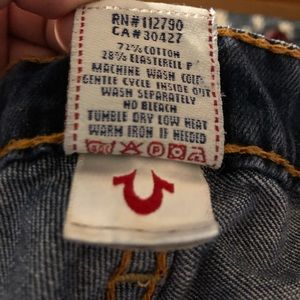 RN#112790
CA#30427
72% COTTON
28% ELASTERELL P
MACHINE WASH COLD
GENTLE CYCLE INSIDE OUT
WASH SEPARATELY
NO BLEACH
TUMBLE DRY LOW HEAT
WARM IRON IF NEEDED